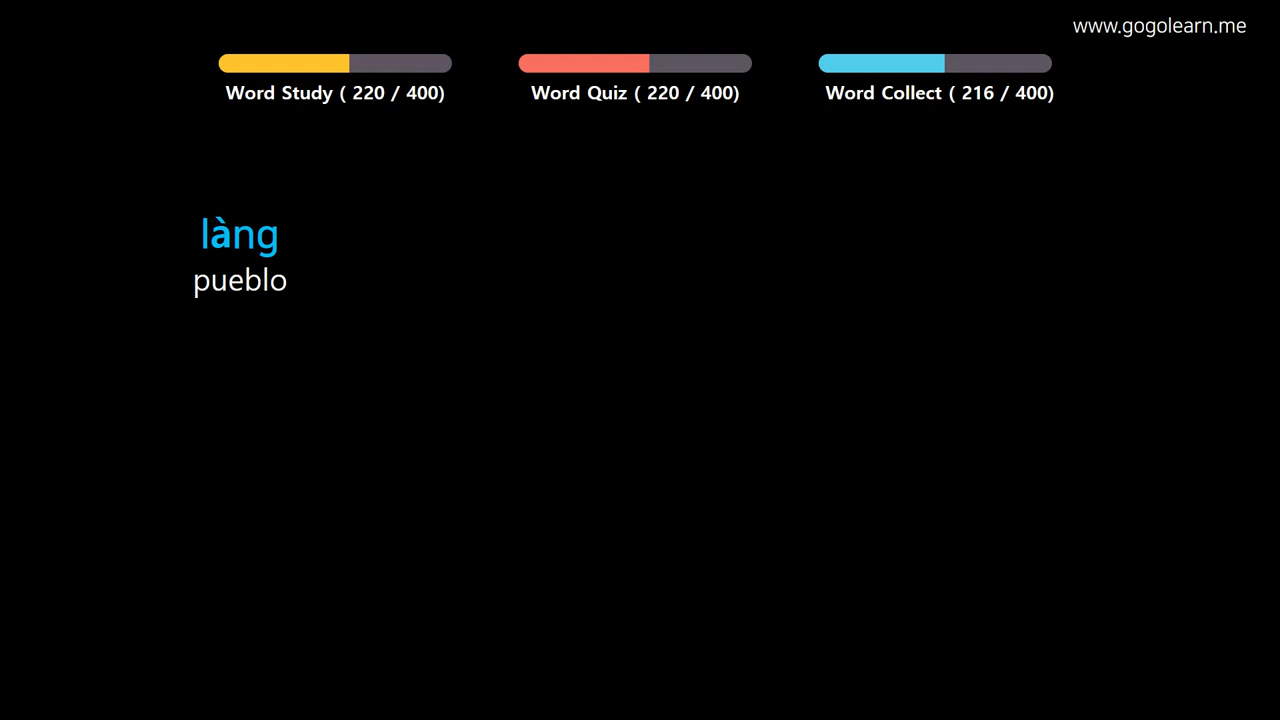 www.gogolearn.me
Word Study ( 220 / 400)
Word Quiz ( 220 / 400)
Word Collect ( 216 / 400)
làng
pueblo